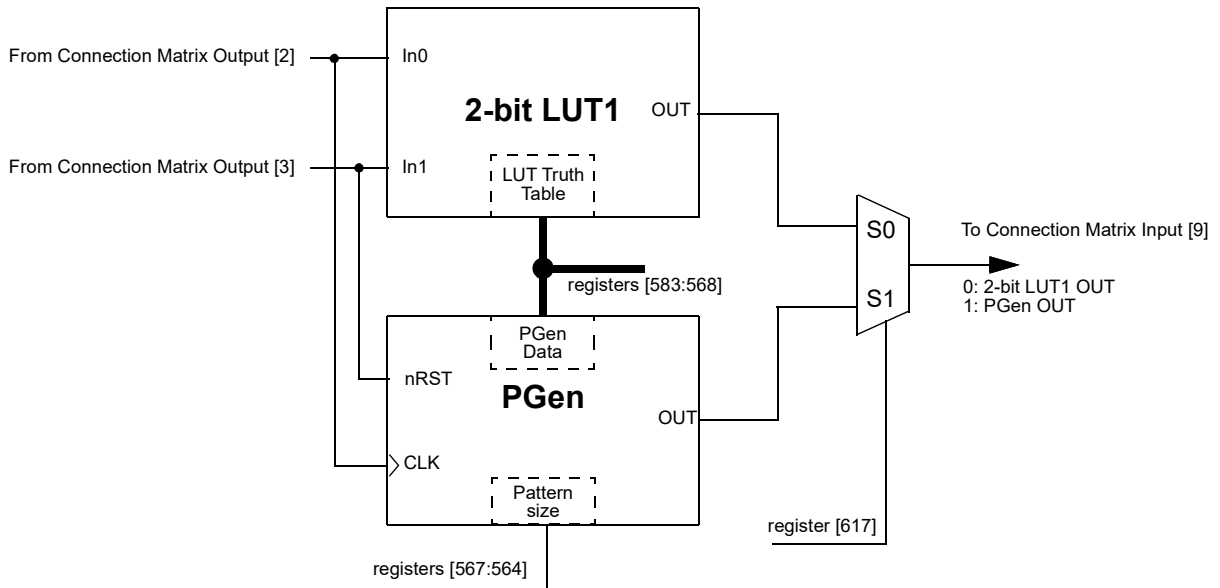 From Connection Matrix Output [2]
In0
2-bit LUT1
OUT
From Connection Matrix Output [3]
In1
LUT Truth
Table
S0
To Connection Matrix Input [9]
registers [583:568]
0: 2-bit LUT1 OUT
1: PGen OUT
S1
PGen
Data
nRST
PGen
OUT
CLK
Pattern
size
register [617]
registers [567:564]